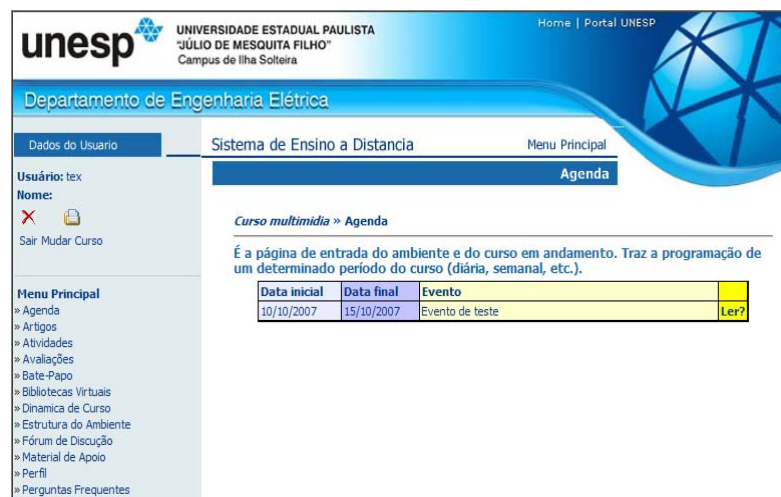 unesp
UNIVERSIDADE ESTADUAL PAULISTA
"JÚLIO DE MESQUITA FILHO"
Campus de Ilha Solteira
Home | Portal UNESP
Departamento de Engenharia Elétrica
Dados do Usuario
Sistema de Ensino a Distancia
Menu Principal
Agenda
Usuário: tex
Nome:
Sair Mudar Curso
Menu Principal
» Agenda
» Artigos
» Atividades
» Avaliações
» Bate-Papo
» Bibliotecas Virtuais
» Dinamica de Curso
» Estrutura do Ambiente
» Fórum de Discução
» Material de Apoio
» Perfil
» Perguntas Frequentes
Curso multimidia » Agenda
É a página de entrada do ambiente e do curso em andamento. Traz a programação de
um determinado período do curso (diária, semanal, etc.).
Data inicial Data final Evento
10/10/2007 15/10/2007 Evento de teste Ler?